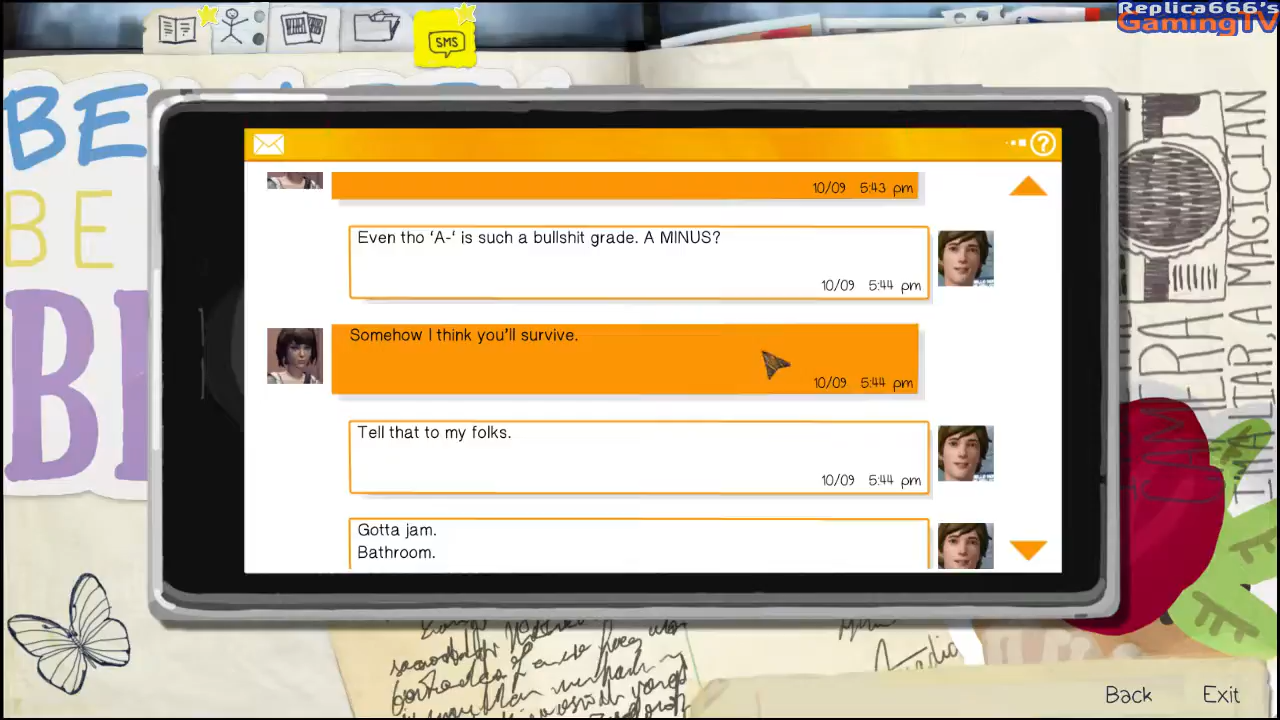 Replica666's
GamingTV
SMS
BE
BE
?
10/09 5:43 pm
Even tho 'A-' is such a bullshit grade. A MINUS?
10/09 5:44 pm
Somehow I think you'll survive.
10/09 5:44 pm
Tell that to my folks.
10/09 5:44 pm
Gotta jam.
Bathroom.
I AM A LIAR, A MAGICIAN
CAMERA
Back
Exit